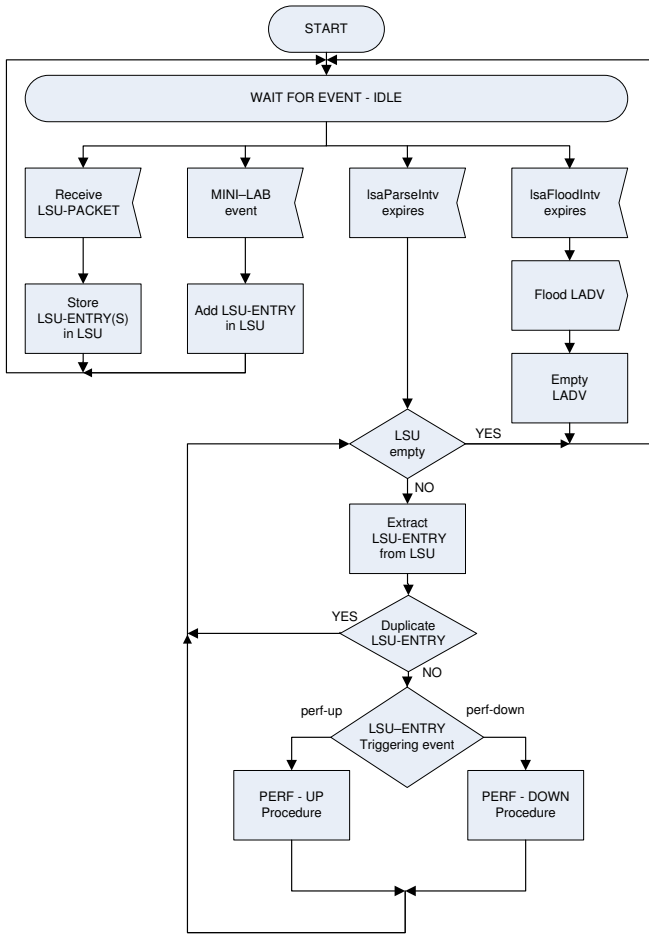 START
WAIT FOR EVENT - IDLE
Receive
LSU-PACKET
MINI–LAB
event
lsaParseIntv
expires
lsaFloodIntv
expires
Store
LSU-ENTRY(S)
in LSU
Add LSU-ENTRY
in LSU
Flood LADV
Empty
LADV
LSU
empty
YES
NO
Extract
LSU-ENTRY
from LSU
Duplicate
LSU-ENTRY
YES
NO
LSU–ENTRY
Triggering event
perf-up
perf-down
PERF - UP
Procedure
PERF - DOWN
Procedure